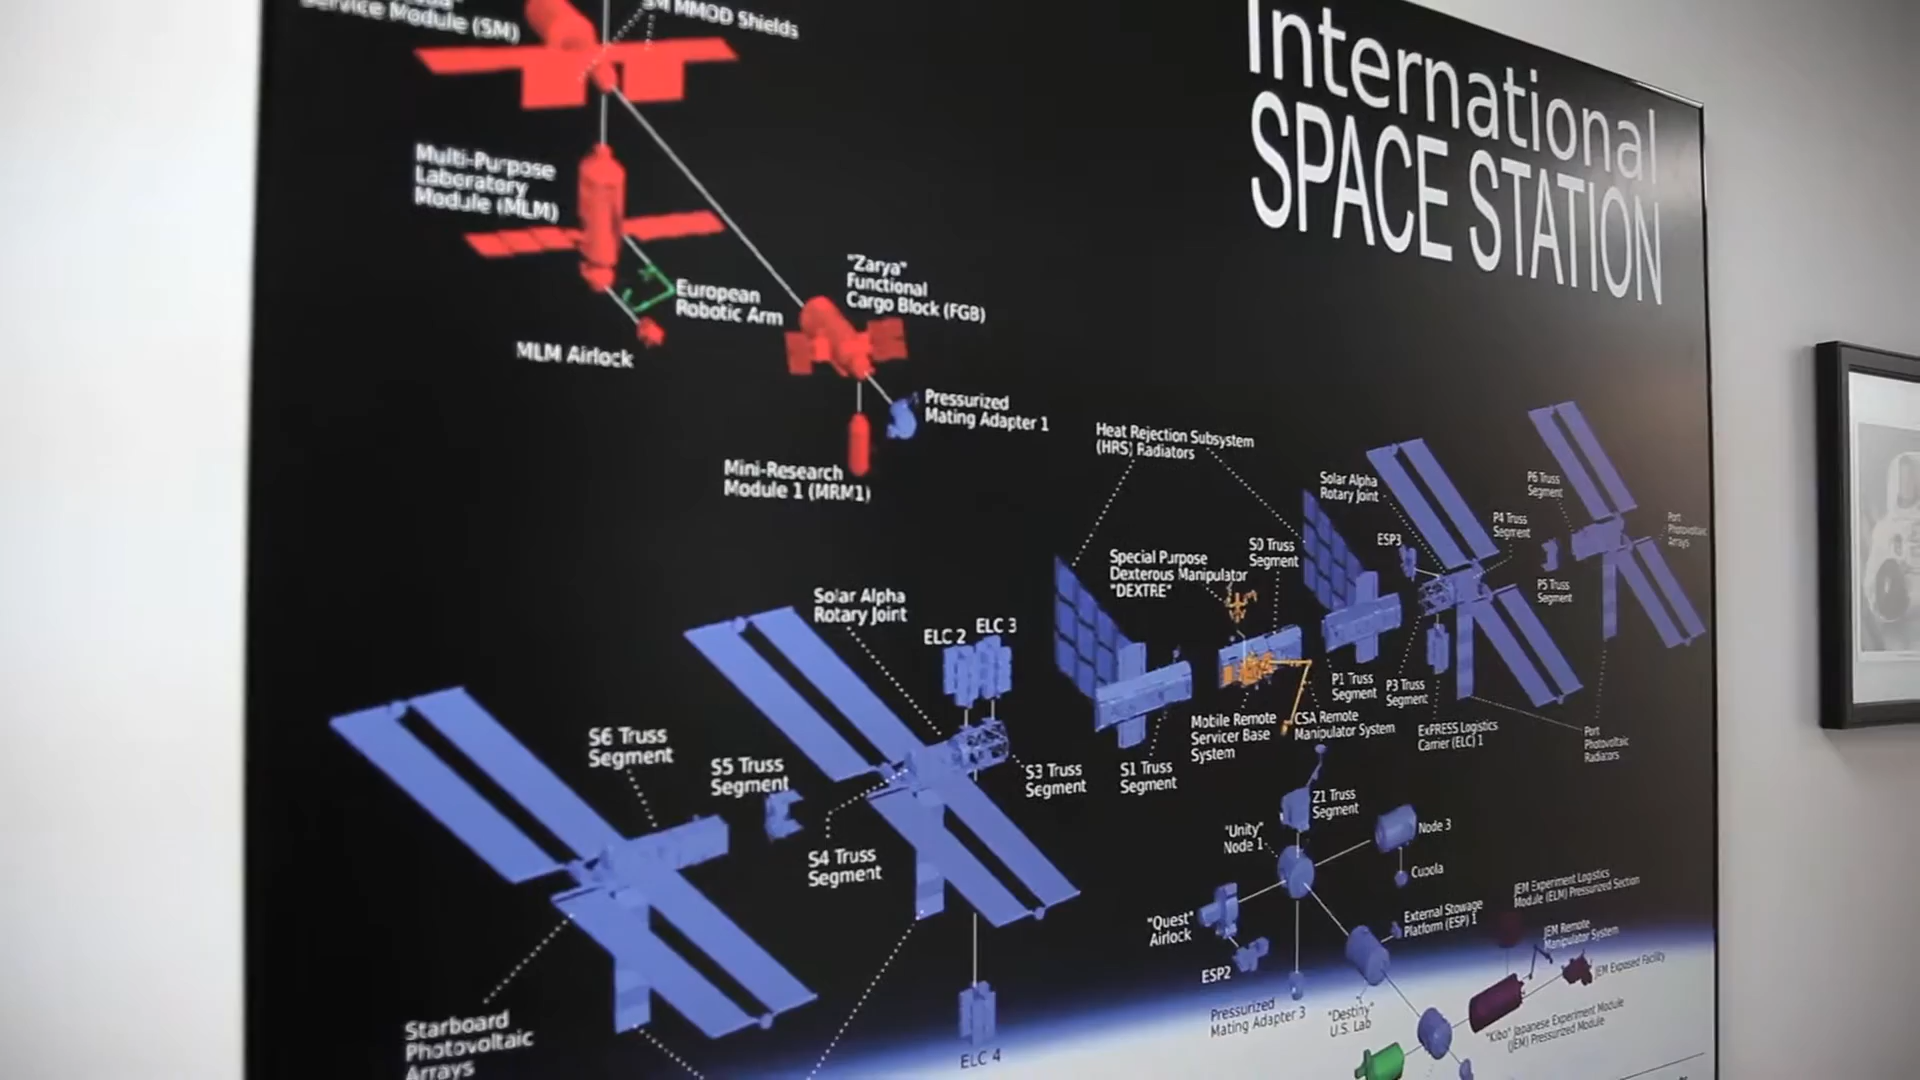 International
SPACE STATION
Service Module (SM)
SM MMOD Shields
Multi-Purpose
Laboratory
Module (MLM)
European
Robotic Arm
MLM Airlock
"Zarya"
Functional
Cargo Block (FGB)
Pressurized
Mating Adapter 1
Mini-Research
Module 1 (MRM1)
Heat Rejection Subsystem
(HRS) Radiators
Solar Alpha
Rotary Joint
P6 Truss
Segment
P4 Truss
Segment
Port
Photovoltaic
Arrays
ESP3
S0 Truss
Segment
Special Purpose
Dexterous Manipulator
"DEXTRE"
P5 Truss
Segment
Solar Alpha
Rotary Joint
ELC 2
ELC 3
P1 Truss
Segment
P3 Truss
Segment
Mobile Remote
Servicer Base
System
CSA Remote
Manipulator System
ExPRESS Logistics
Carrier (ELC) 1
Port
Photovoltaic
Radiators
S6 Truss
Segment
S5 Truss
Segment
S3 Truss
Segment
S1 Truss
Segment
S4 Truss
Segment
Z1 Truss
Segment
"Unity"
Node 1
Node 3
Cupola
JEM Experiment Logistics
Module (ELM) Pressurized Section
"Quest"
Airlock
External Stowage
Platform (ESP) 1
JEM Remote
Manipulator System
JEM Exposed Facility
ESP2
Pressurized
Mating Adapter 3
"Destiny"
U.S. Lab
"Kibo" Japanese Experiment Module
(JEM) Pressurized Module
Starboard
Photovoltaic
Arrays
ELC 4